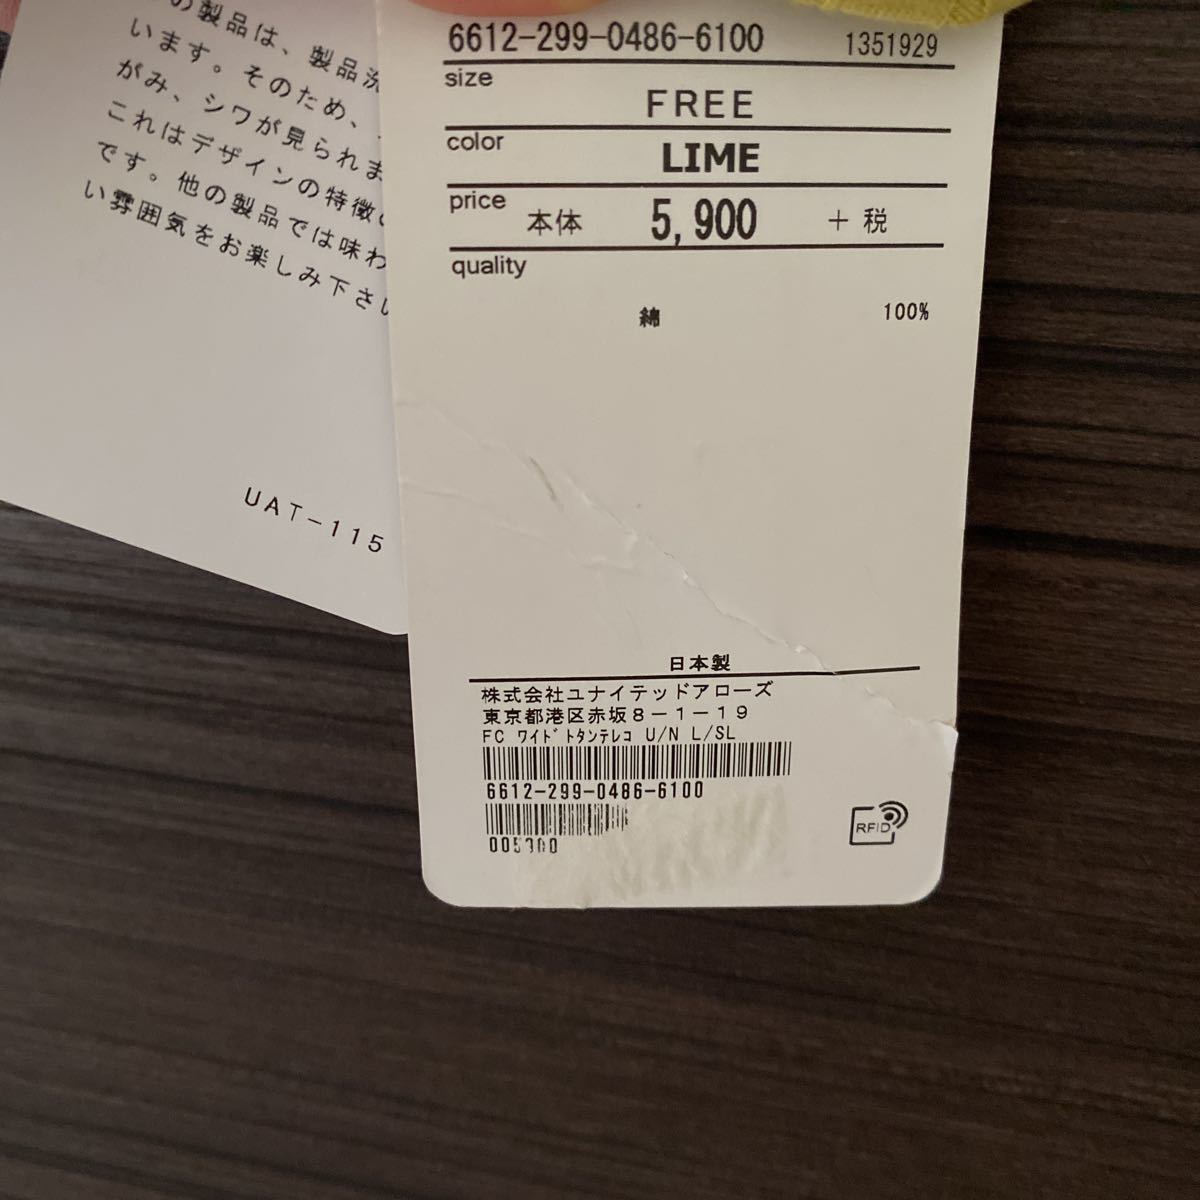 の製品は、製品洗
います。そのため、
がみ、シワが見られま
これはデザインの特徴
です。他の製品では味わ
い雰囲気をお楽しみ下さい
UAT-115
6612-299-0486-6100 1351929
size
FREE
color
LIME
price 本体 5,900 + 税
quality
綿 100%
日本製
株式会社ユナイテッドアローズ
東京都港区赤坂8-1-19
FC ワイドトタンテレコ U/N L/SL
6612-299-0486-6100
RFID